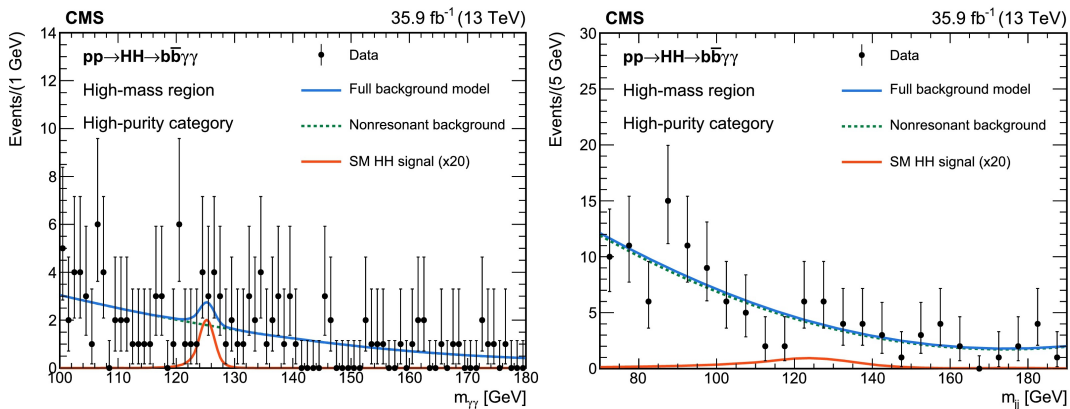 CMS 35.9 fb⁻¹ (13 TeV)
Events/(1 GeV)
14
12
10
8
6
4
2
0
pp→HH→bb̅γγ
High-mass region
High-purity category
Data
Full background model
Nonresonant background
SM HH signal (x20)
100 110 120 130 140 150 160 170 180
mγγ [GeV]
CMS 35.9 fb⁻¹ (13 TeV)
Events/(5 GeV)
30
25
20
15
10
5
0
pp→HH→bb̅γγ
High-mass region
High-purity category
Data
Full background model
Nonresonant background
SM HH signal (x20)
80 100 120 140 160 180
mjj [GeV]